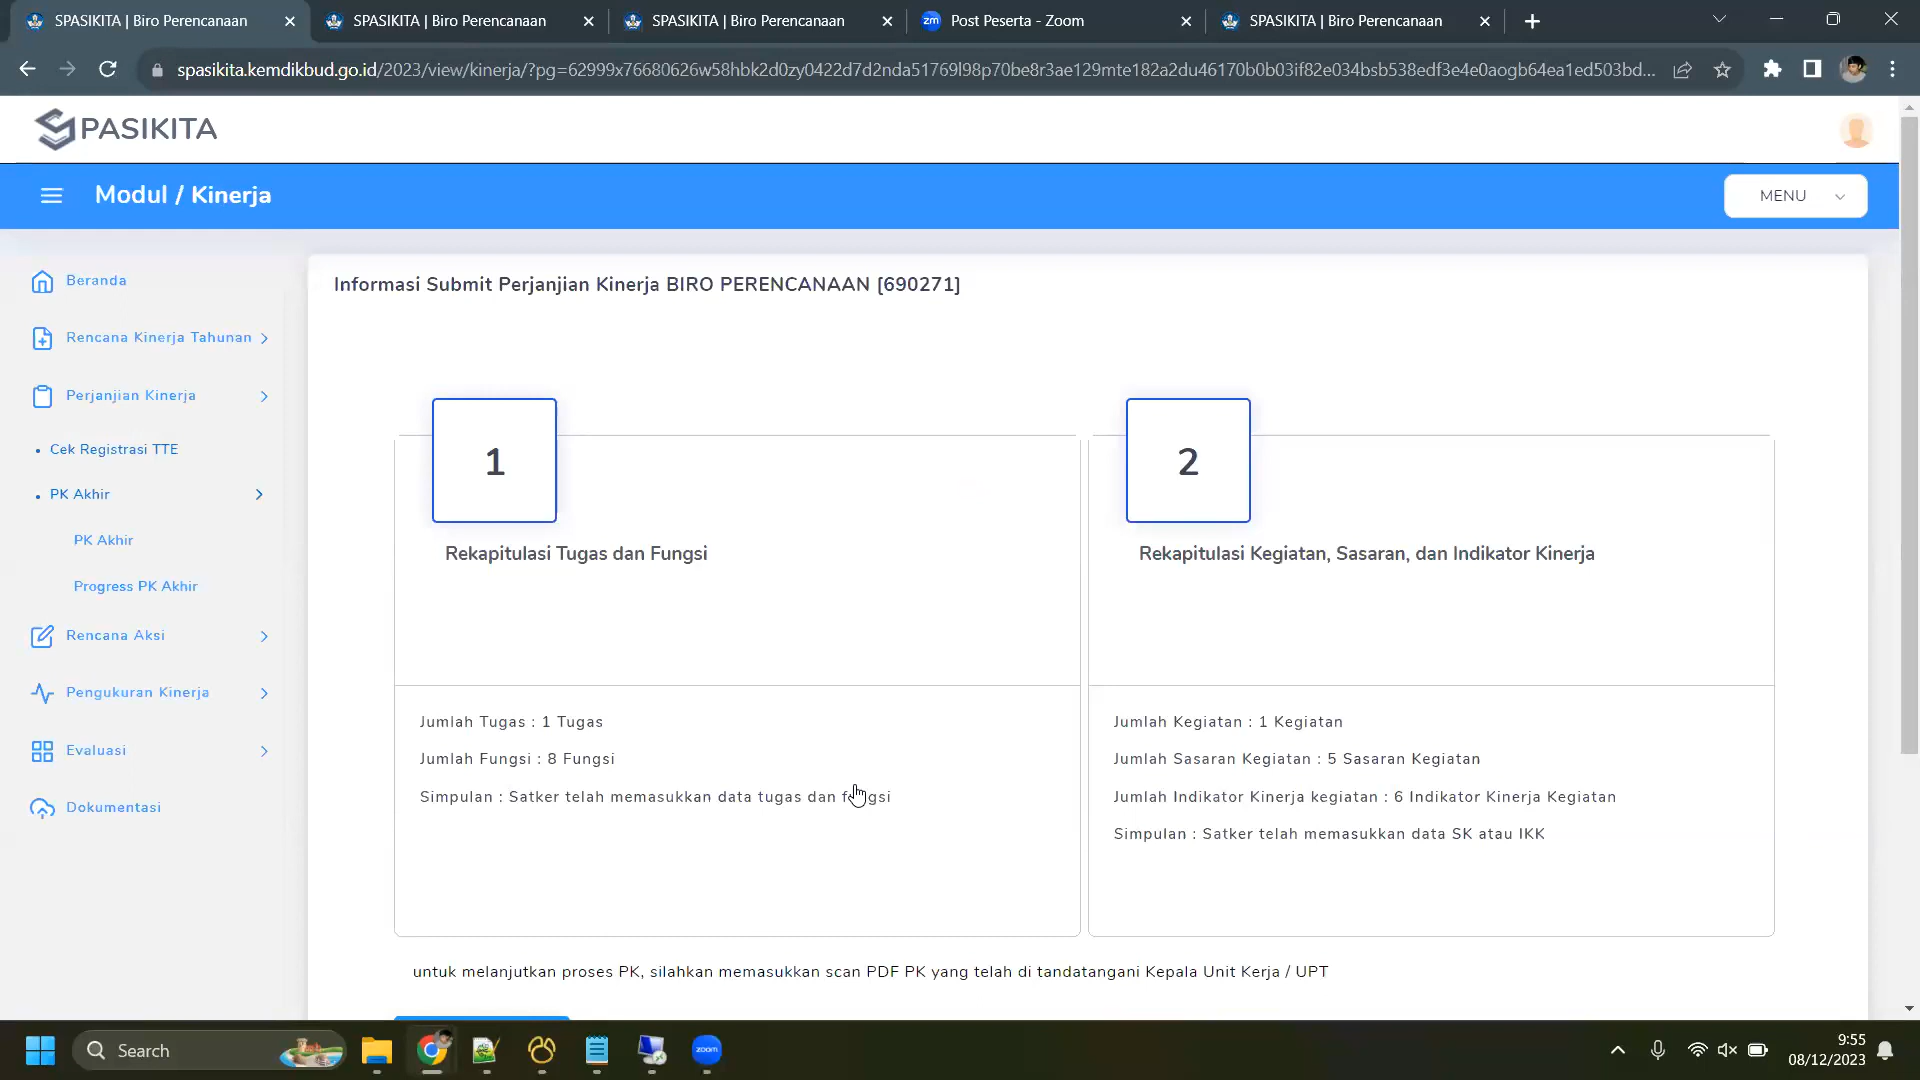 SPASIKITA | Biro Perencanaan
SPASIKITA | Biro Perencanaan
SPASIKITA | Biro Perencanaan
zm
Post Peserta - Zoom
SPASIKITA | Biro Perencanaan
spasikita.kemdikbud.go.id/2023/view/kinerja/?pg=62999x76680626w58hbk2d0zy0422d7d2nda51769l98p70be8r3ae129mte182a2du46170b0b03if82e034bsb538edf3e4e0aogb64ea1ed503bd...
SPASIKITA
Modul / Kinerja
MENU
Beranda
Rencana Kinerja Tahunan
Perjanjian Kinerja
Cek Registrasi TTE
PK Akhir
PK Akhir
Progress PK Akhir
Rencana Aksi
Pengukuran Kinerja
Evaluasi
Dokumentasi
Informasi Submit Perjanjian Kinerja BIRO PERENCANAAN [690271]
1
Rekapitulasi Tugas dan Fungsi
Jumlah Tugas : 1 Tugas
Jumlah Fungsi : 8 Fungsi
Simpulan : Satker telah memasukkan data tugas dan fungsi
2
Rekapitulasi Kegiatan, Sasaran, dan Indikator Kinerja
Jumlah Kegiatan : 1 Kegiatan
Jumlah Sasaran Kegiatan : 5 Sasaran Kegiatan
Jumlah Indikator Kinerja kegiatan : 6 Indikator Kinerja Kegiatan
Simpulan : Satker telah memasukkan data SK atau IKK
untuk melanjutkan proses PK, silahkan memasukkan scan PDF PK yang telah di tandatangani Kepala Unit Kerja / UPT
Search
zoom
9:55
08/12/2023